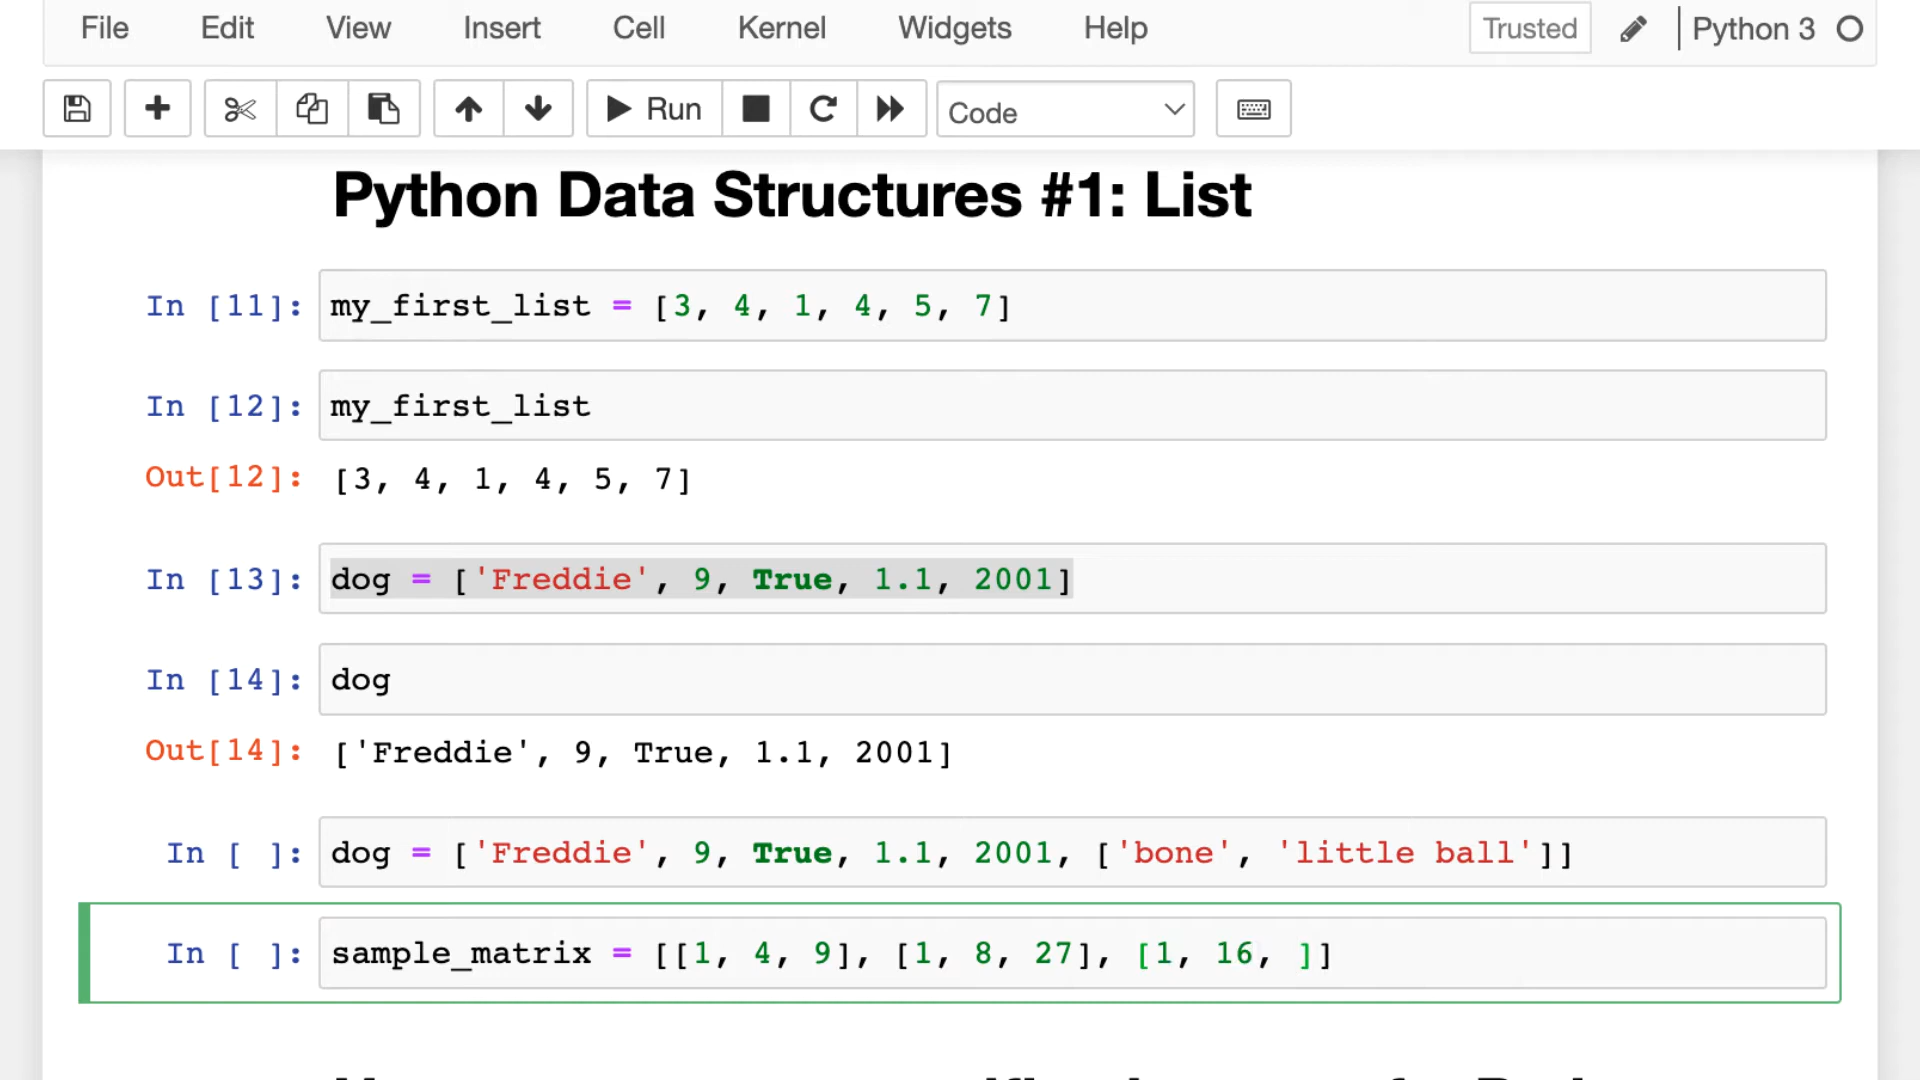 File Edit View Insert Cell Kernel Widgets Help Trusted Python 3
Run Code
Python Data Structures #1: List
In [11]: my_first_list = [3, 4, 1, 4, 5, 7]
In [12]: my_first_list
Out[12]: [3, 4, 1, 4, 5, 7]
In [13]: dog = ['Freddie', 9, True, 1.1, 2001]
In [14]: dog
Out[14]: ['Freddie', 9, True, 1.1, 2001]
In [ ]: dog = ['Freddie', 9, True, 1.1, 2001, ['bone', 'little ball']]
In [ ]: sample_matrix = [[1, 4, 9], [1, 8, 27], [1, 16, ]]